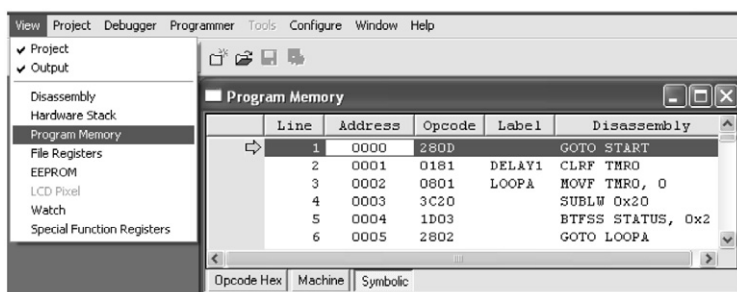 View Project Debugger Programmer Tools Configure Window Help
Project
Output
Disassembly
Hardware Stack
Program Memory
File Registers
EEPROM
LCD Pixel
Watch
Special Function Registers
Program Memory
Line Address Opcode Label Disassembly
1 0000 280D GOTO START
2 0001 0181 DELAY1 CLRF TMR0
3 0002 0801 LOOPA MOVF TMR0, 0
4 0003 3C20 SUBLW 0x20
5 0004 1D03 BTFSS STATUS, 0x2
6 0005 2802 GOTO LOOPA
Opcode Hex Machine Symbolic